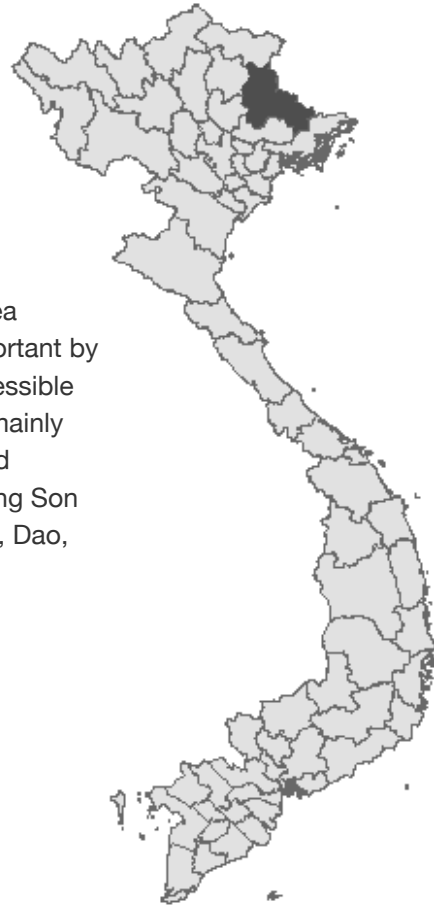 ea
ortant by
essible
mainly
d
ng Son
, Dao,